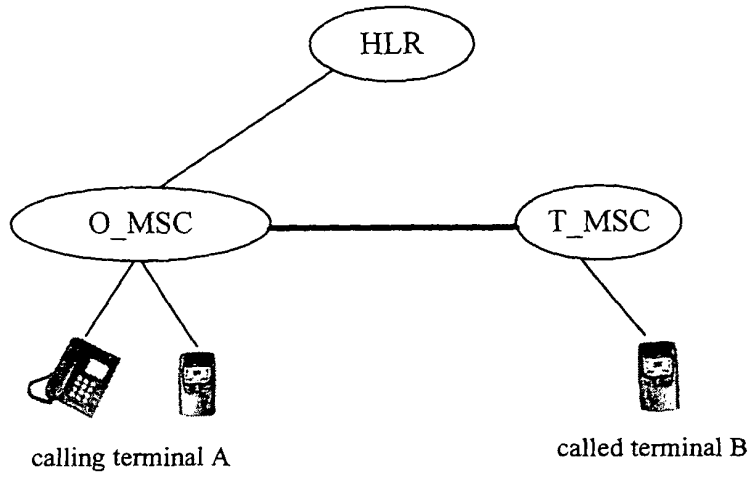 HLR
O_MSC
T_MSC
calling terminal A
called terminal B